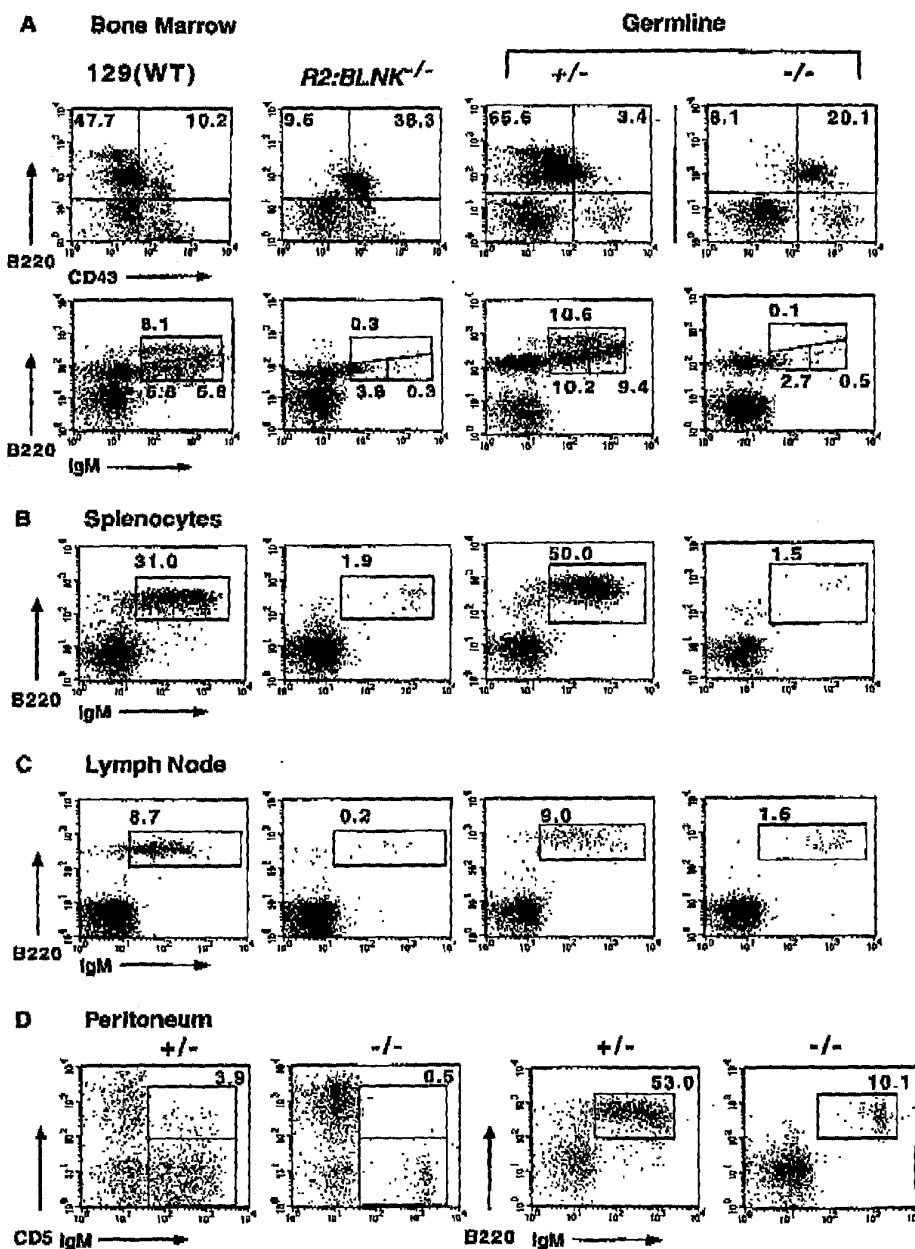 A Bone Marrow Germline
129(WT) R2:BLNK-/- +/- -/-
47.7 10.2 9.6 38.3 65.6 3.4 8.1 20.1
B220
CD43
8.1 0.3 10.6 0.1
5.6 5.8 3.8 0.3 10.2 9.4 2.7 0.5
B220
IgM
B Splenocytes
31.0 1.9 50.0 1.5
B220
IgM
C Lymph Node
8.7 0.2 9.0 1.6
B220
IgM
D Peritoneum
+/- -/- +/- -/-
3.9 0.5 53.0 10.1
CD5 IgM B220 IgM